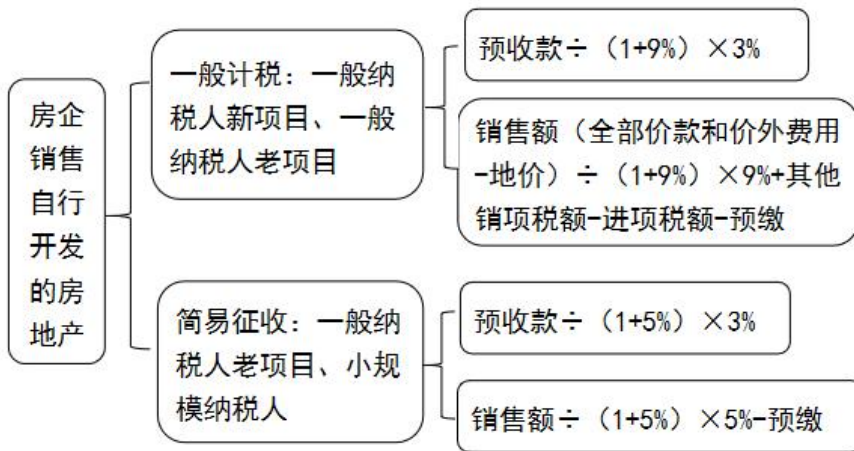 房企
销售
自行
开发
的房
地产
一般计税：一般纳
税人新项目、一般
纳税人老项目
预收款÷（1+9%）×3%
销售额（全部价款和价外费用
-地价）÷（1+9%）×9%+其他
销项税额-进项税额-预缴
简易征收：一般纳
税人老项目、小规
模纳税人
预收款÷（1+5%）×3%
销售额÷（1+5%）×5%-预缴